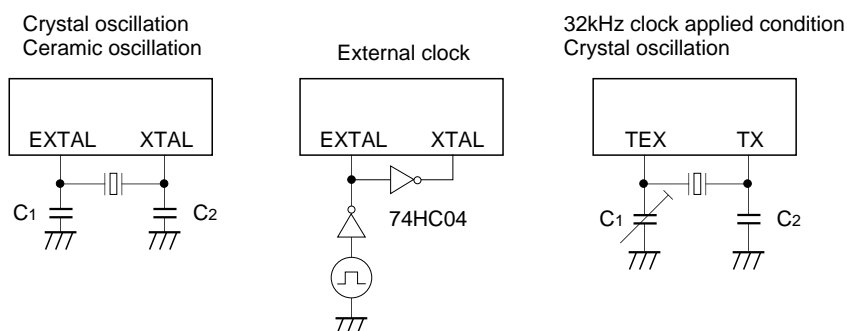 Crystal oscillation
Ceramic oscillation
EXTAL XTAL
C1 C2
External clock
EXTAL XTAL
74HC04
32kHz clock applied condition
Crystal oscillation
TEX TX
C1 C2